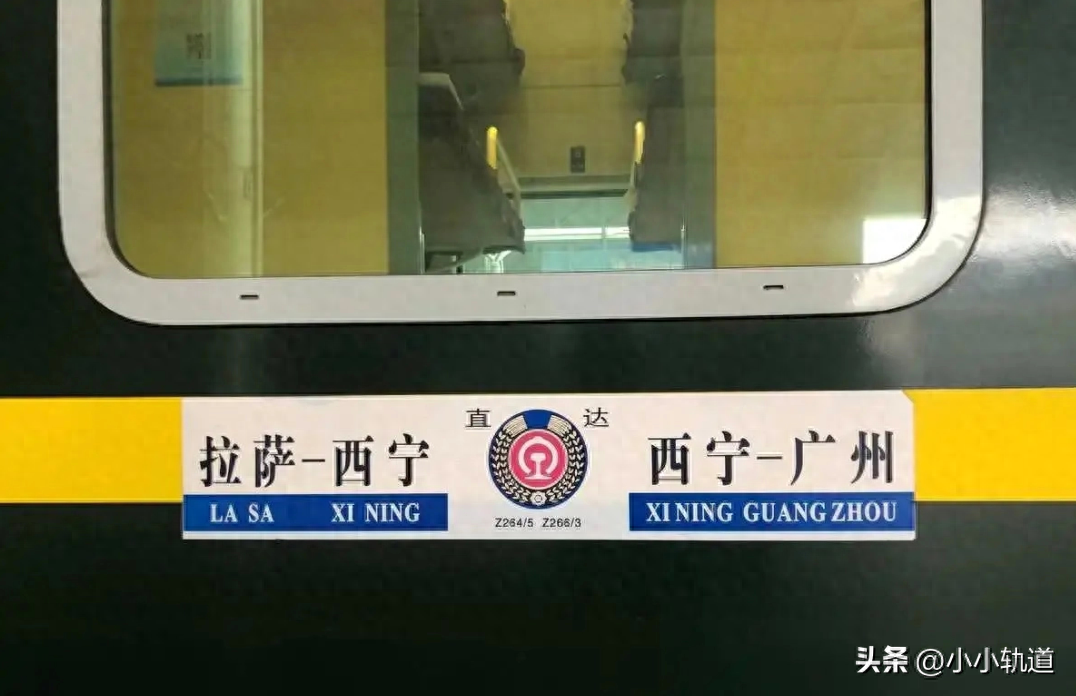 直 达
拉萨-西宁
LA SA XI NING
Z264/5 Z266/3
西宁-广州
XI NING GUANG ZHOU
头条 @小小轨道